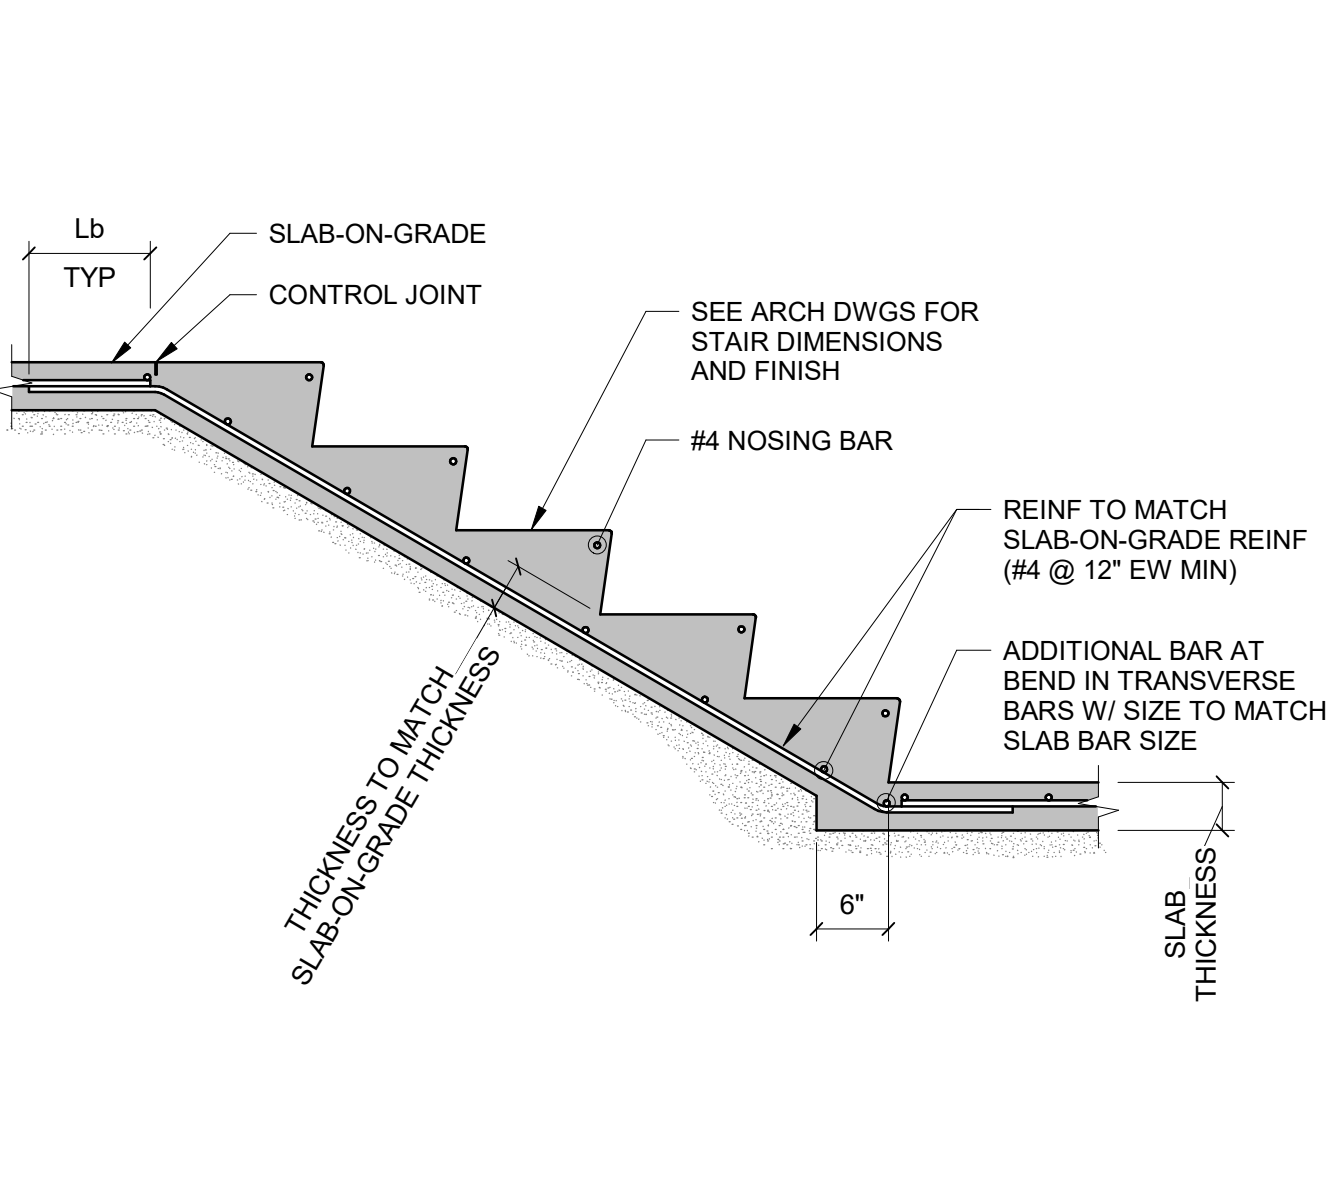 Lb
TYP
SLAB-ON-GRADE
CONTROL JOINT
SEE ARCH DWGS FOR
STAIR DIMENSIONS
AND FINISH
#4 NOSING BAR
REINF TO MATCH
SLAB-ON-GRADE REINF
(#4 @ 12" EW MIN)
ADDITIONAL BAR AT
BEND IN TRANSVERSE
BARS W/ SIZE TO MATCH
SLAB BAR SIZE
THICKNESS TO MATCH
SLAB-ON-GRADE THICKNESS
6"
SLAB
THICKNESS